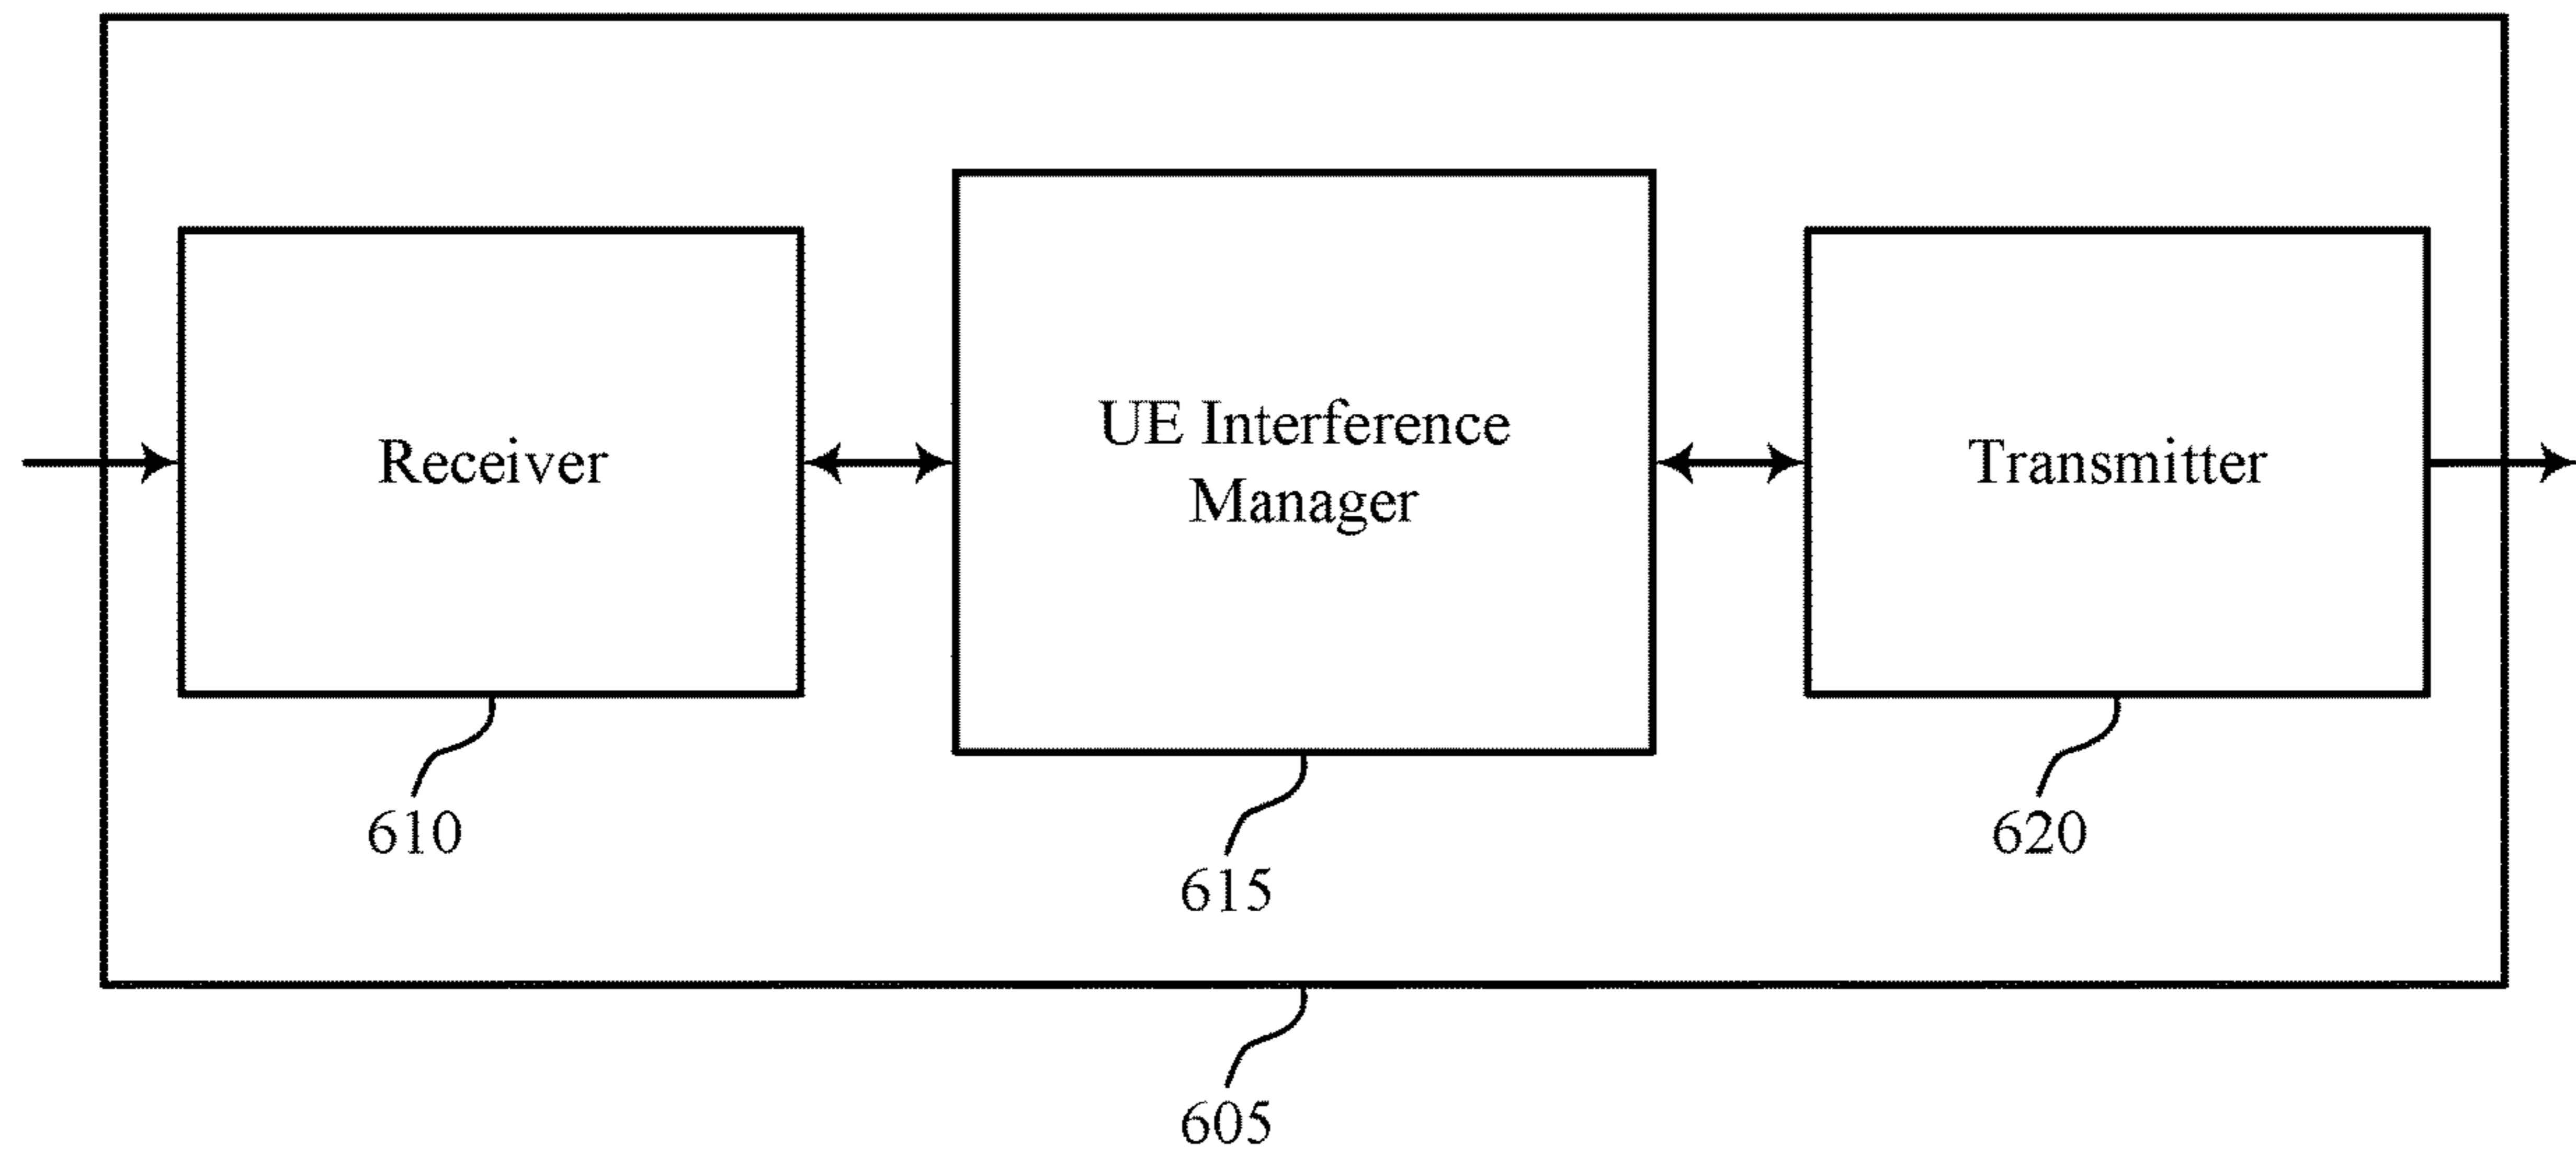 Receiver
UE Interference
Manager
Transmitter
610
615
620
605